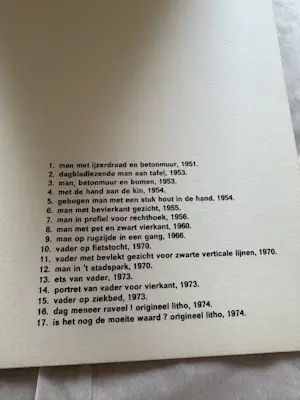 1. man met ijzerdraad en betonmuur, 1951.
2. dagbladlezende man aan tafel, 1953.
3. man, betonmuur en bomen, 1953.
4. met de hand aan de kin, 1954.
5. gebogen man met een stuk hout in de hand, 1954.
6. man met bevierkant gezicht, 1955.
7. man in profiel voor rechthoek, 1956.
8. man met pet en zwart vierkant, 1960.
9. man op rugzijde in een gang, 1966.
10. vader op fietstocht, 1970.
11. vader met bevlekt gezicht voor zwarte verticale lijnen, 1970.
12. man in 't stadspark, 1970.
13. ets van vader, 1973.
14. portret van vader voor vierkant, 1973.
15. vader op ziekbed, 1973.
16. dag meneer raveel ! origineel litho, 1974.
17. is het nog de moeite waard ? origineel litho, 1974.